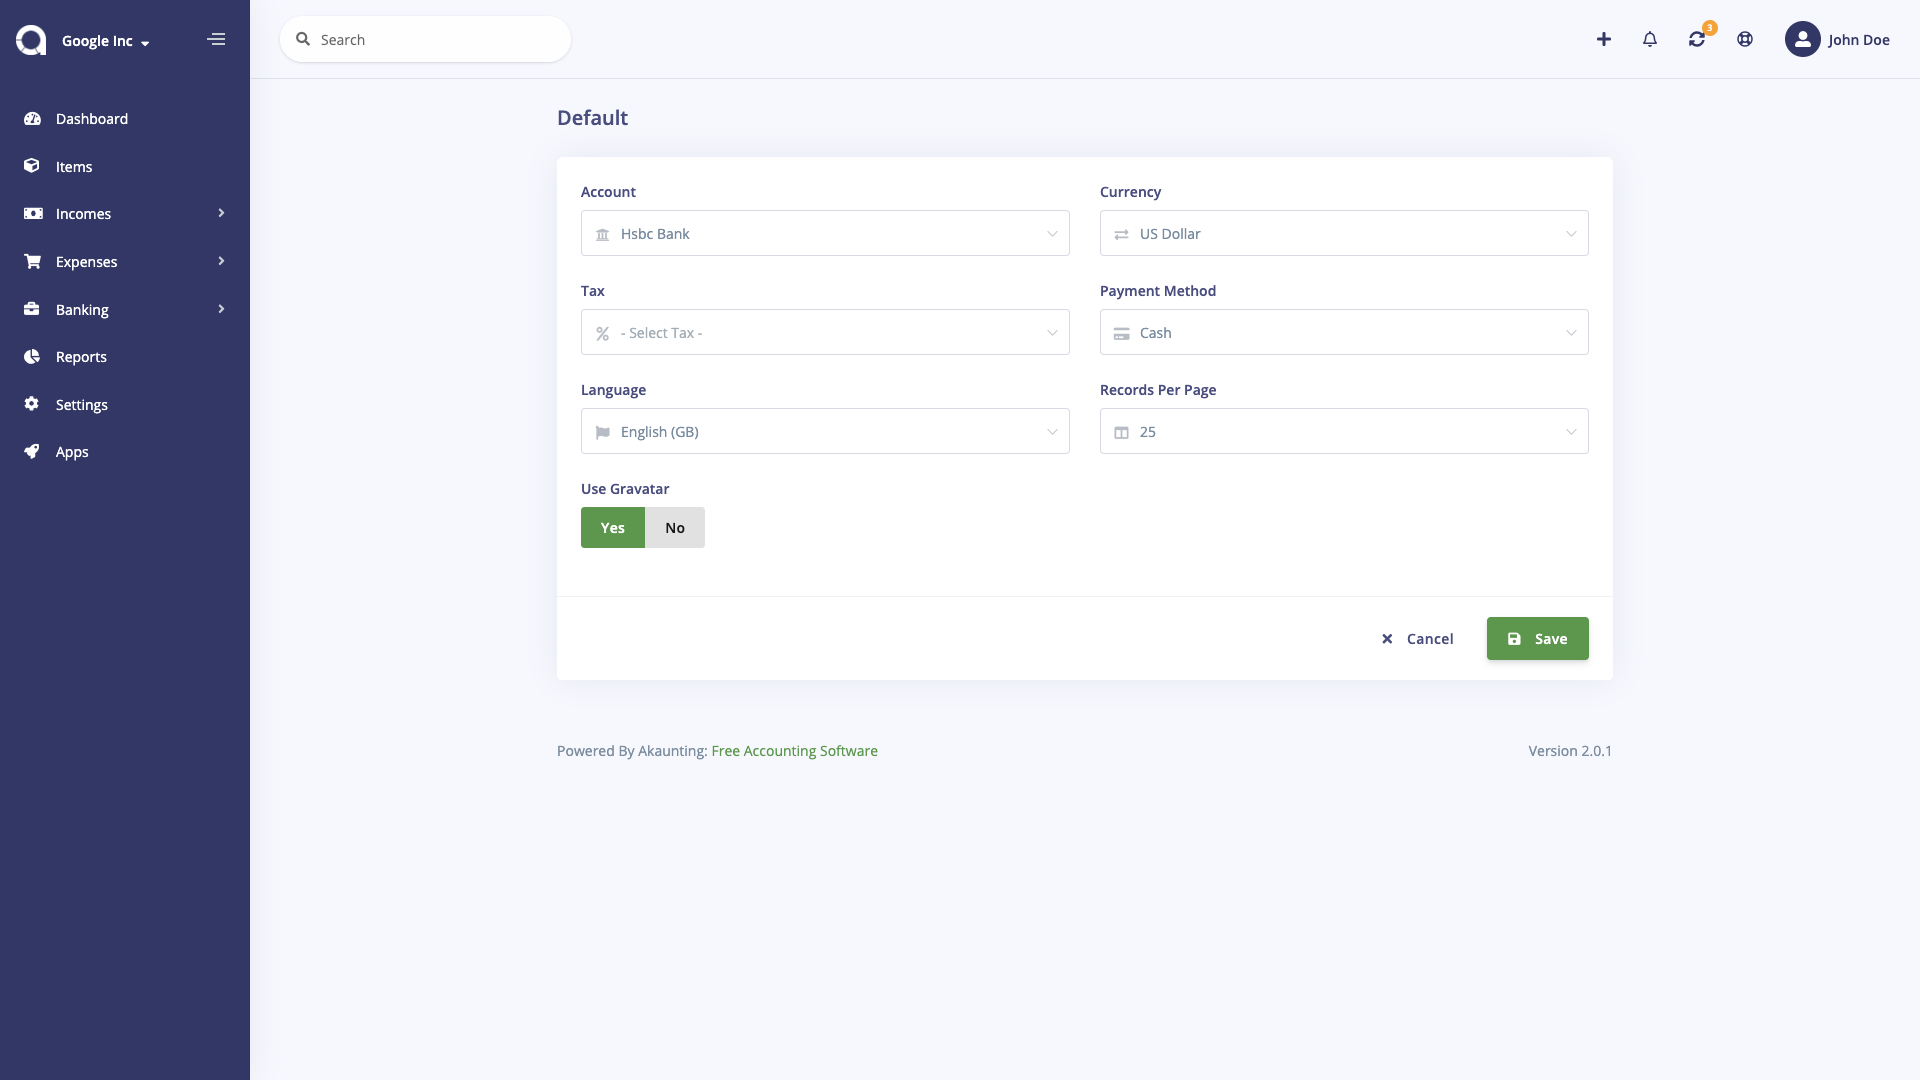 Google Inc
Search
3
John Doe
Dashboard
Items
Incomes
Expenses
Banking
Reports
Settings
Apps
Default
Account
Currency
Hsbc Bank
US Dollar
Tax
Payment Method
- Select Tax -
Cash
Language
Records Per Page
English (GB)
25
Use Gravatar
Yes
No
Cancel
Save
Powered By Akaunting: Free Accounting Software
Version 2.0.1